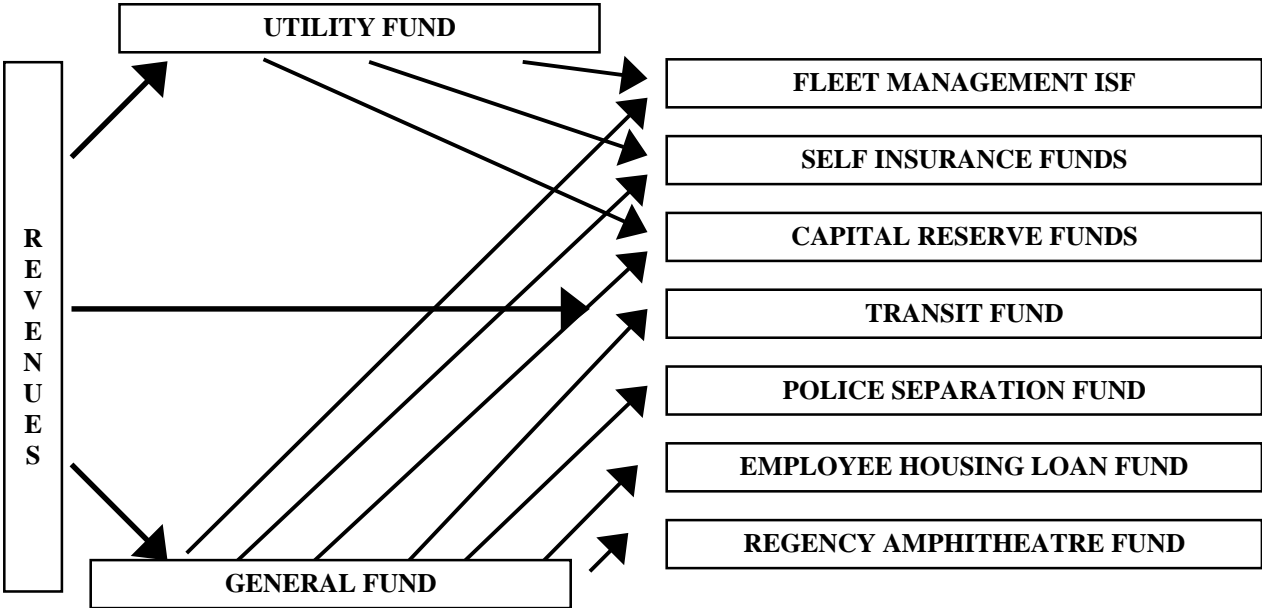 UTILITY FUND
REVENUES
FLEET MANAGEMENT ISF
SELF INSURANCE FUNDS
CAPITAL RESERVE FUNDS
TRANSIT FUND
POLICE SEPARATION FUND
EMPLOYEE HOUSING LOAN FUND
REGENCY AMPHITHEATRE FUND
GENERAL FUND